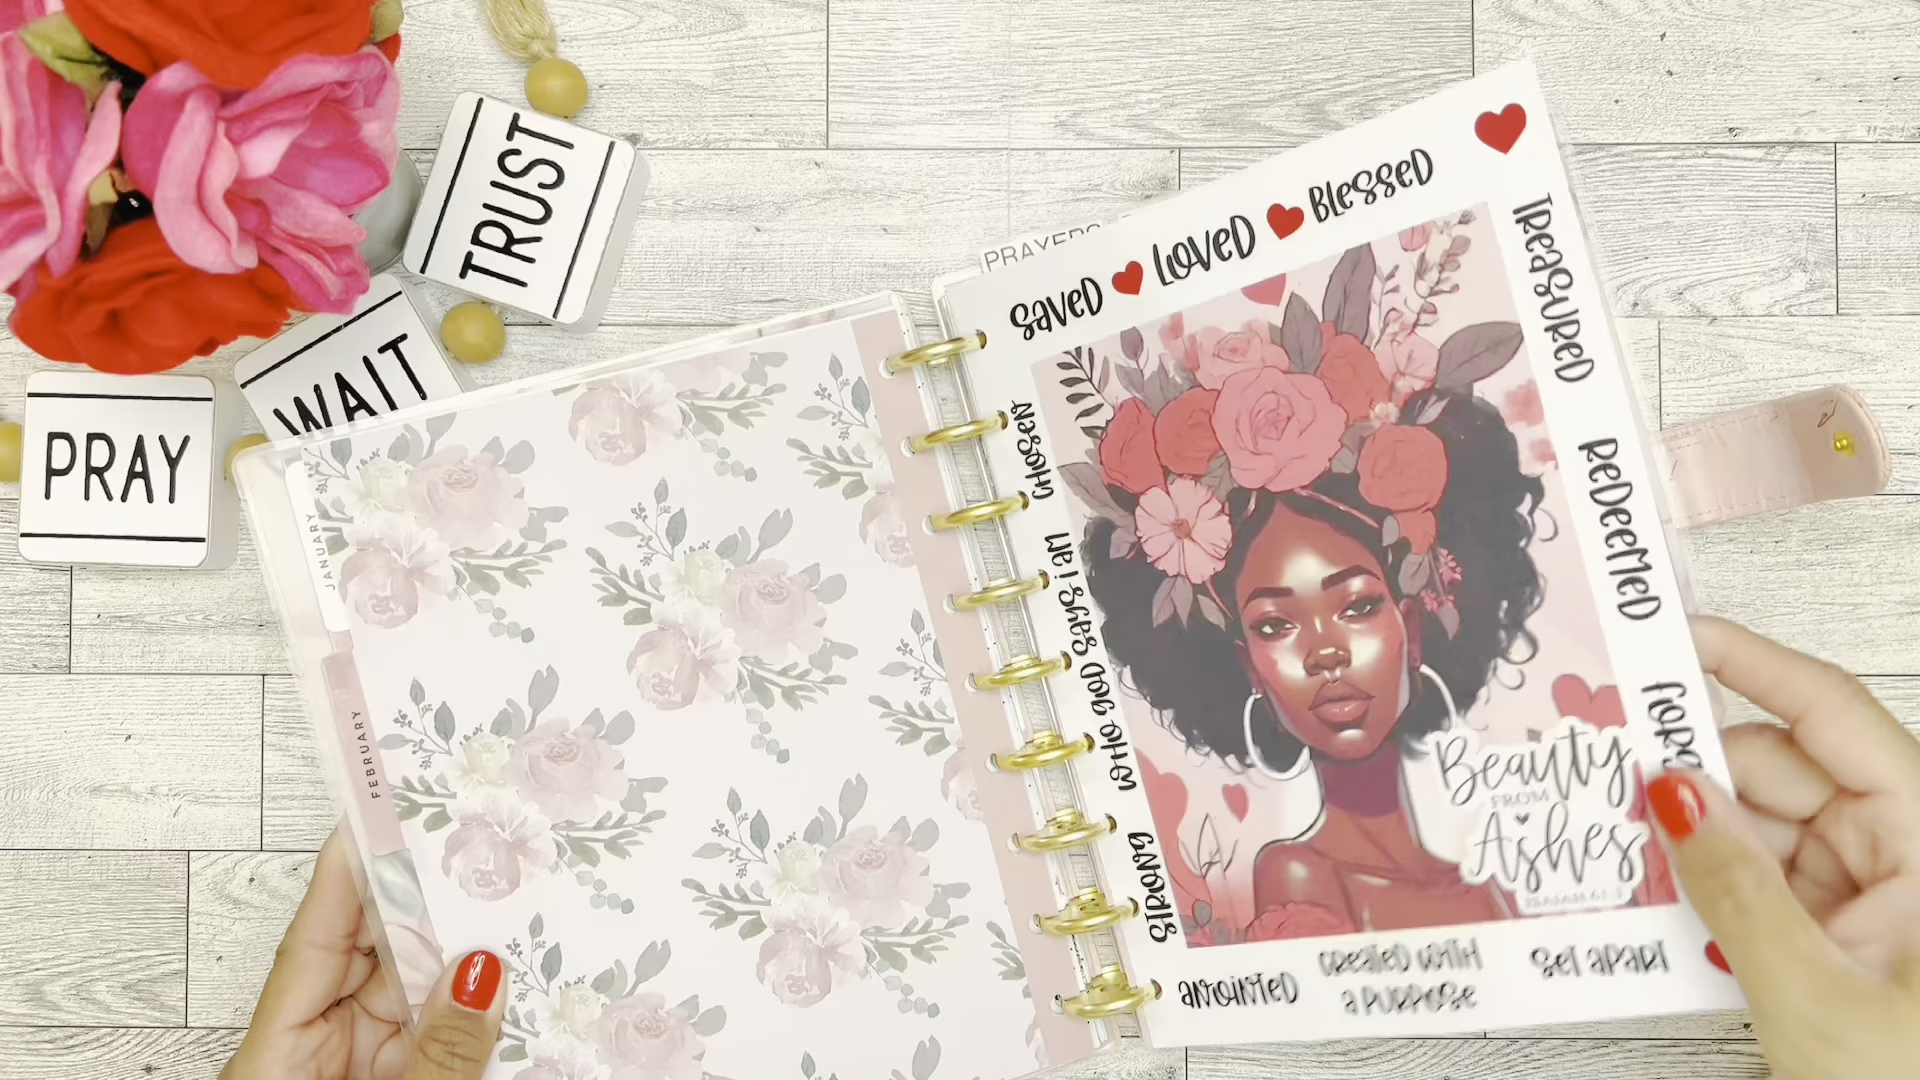 TRUST
WAIT
PRAY
PRAYERS
JANUARY
FEBRUARY
SAVED LOVED BLESSED
TREASURED
REDEEMED
CHOSEN
WHO GOD SAYS I AM
STRONG
Beauty
FROM
Ashes
ANOINTED
CREATED WITH
A PURPOSE
SET APART